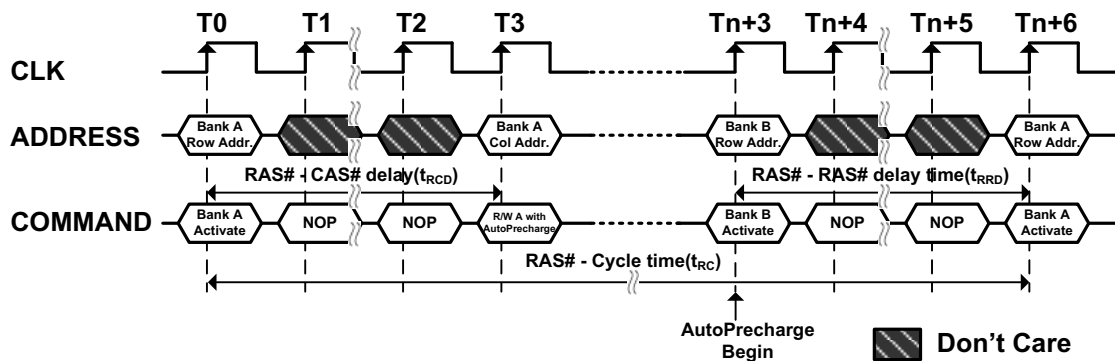 T0 T1 T2 T3 Tn+3 Tn+4 Tn+5 Tn+6
CLK
ADDRESS
Bank A
Row Addr.
Bank A
Col Addr.
Bank B
Row Addr.
Bank A
Row Addr.
RAS# - CAS# delay(tRCD)
RAS# - RAS# delay time(tRRD)
COMMAND
Bank A
Activate
NOP
NOP
R/W A with
AutoPrecharge
Bank B
Activate
NOP
NOP
Bank A
Activate
RAS# - Cycle time(tRC)
AutoPrecharge
Begin
Don't Care